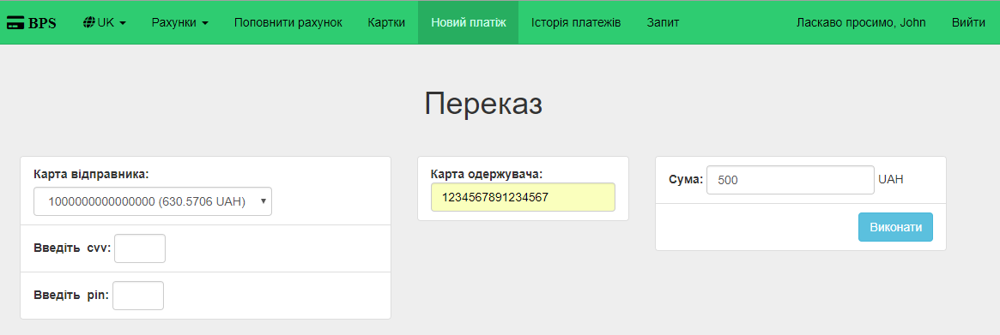 BPS UK Рахунки Поповнити рахунок Картки Новий платіж Історія платежів Запит Ласкаво просимо, John Вийти
Переказ
Карта відправника:
1000000000000000 (630.5706 UAH)
Введіть cvv:
Введіть pin:
Карта одержувача:
1234567891234567
Сума: 500 UAH
Виконати